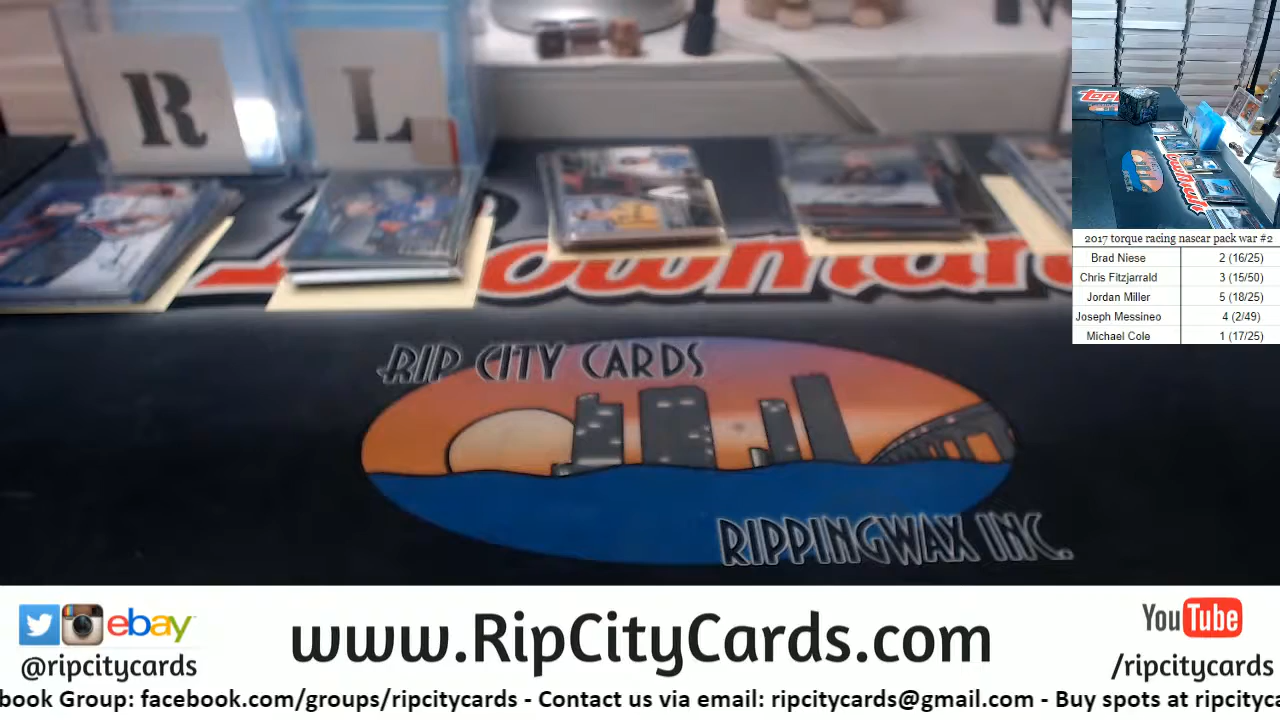 R L
RIP CITY CARDS
RIPPINGWAX INC.
2017 torque racing nascar pack war #2
Brad Niese 2 (16/25)
Chris Fitzjarrald 3 (15/50)
Jordan Miller 5 (18/25)
Joseph Messineo 4 (2/49)
Michael Cole 1 (17/25)
ebay
@ripcitycards
www.RipCityCards.com
YouTube
/ripcitycards
book Group: facebook.com/groups/ripcitycards - Contact us via email: ripcitycards@gmail.com - Buy spots at ripcityca